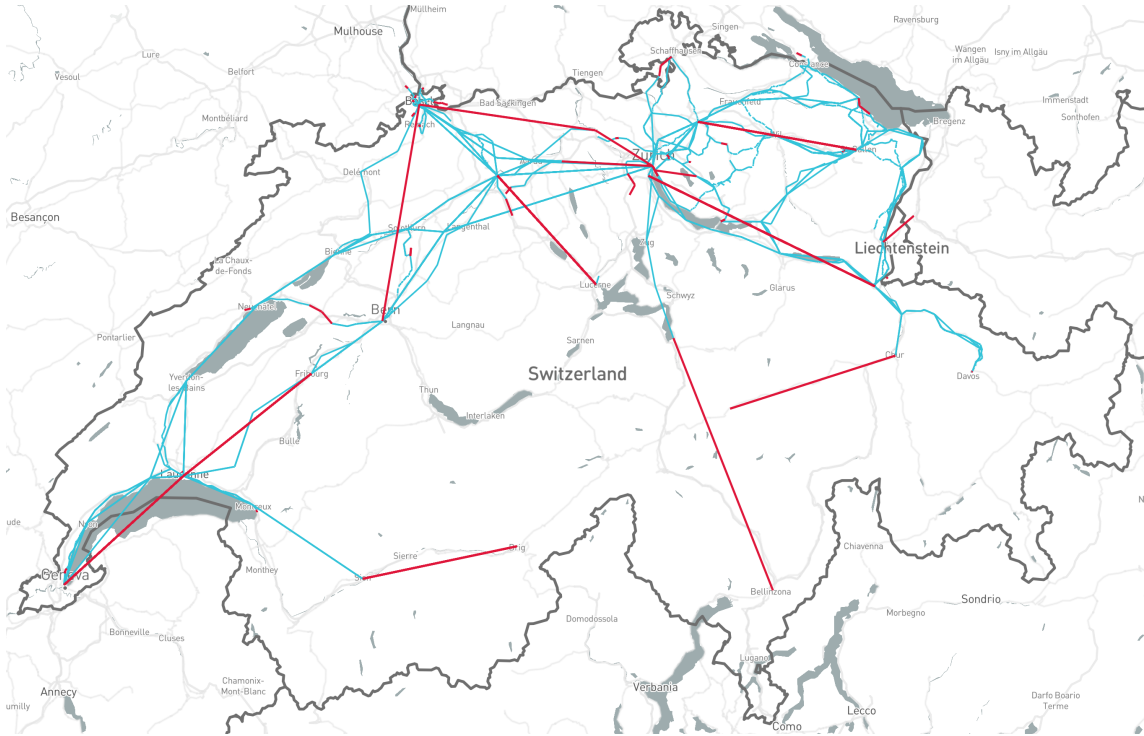 Müllheim
Mulhouse
Lure
Vesoul
Belfort
Montbéliard
Besançon
Pontarlier
Singen
Ravensburg
Schaffhausen
Wangen
im Allgäu
Isny im Allgäu
Constance
Tiengen
Immenstadt
Sonthofen
Bad Säckingen
Frauenfeld
Bregenz
Zurich
Delémont
Langenthal
Bienne
La Chaux-
de-Fonds
Neuchâtel
Bern
Zug
Lucerne
Schwyz
Glarus
Liechtenstein
Langnau
Sarnen
Switzerland
Chur
Davos
Fribourg
Thun
Interlaken
Yverdon-
les-Bains
Bulle
Lausanne
Montreux
Nyon
Geneva
Monthey
Sion
Sierre
Brig
Bellinzona
Chiavenna
Sondrio
Morbegno
Domodossola
Lugano
Verbania
Como
Lecco
Darfo Boario
Terme
Bonneville
Cluses
Chamonix-
Mont-Blanc
Annecy
umilly
ude
N